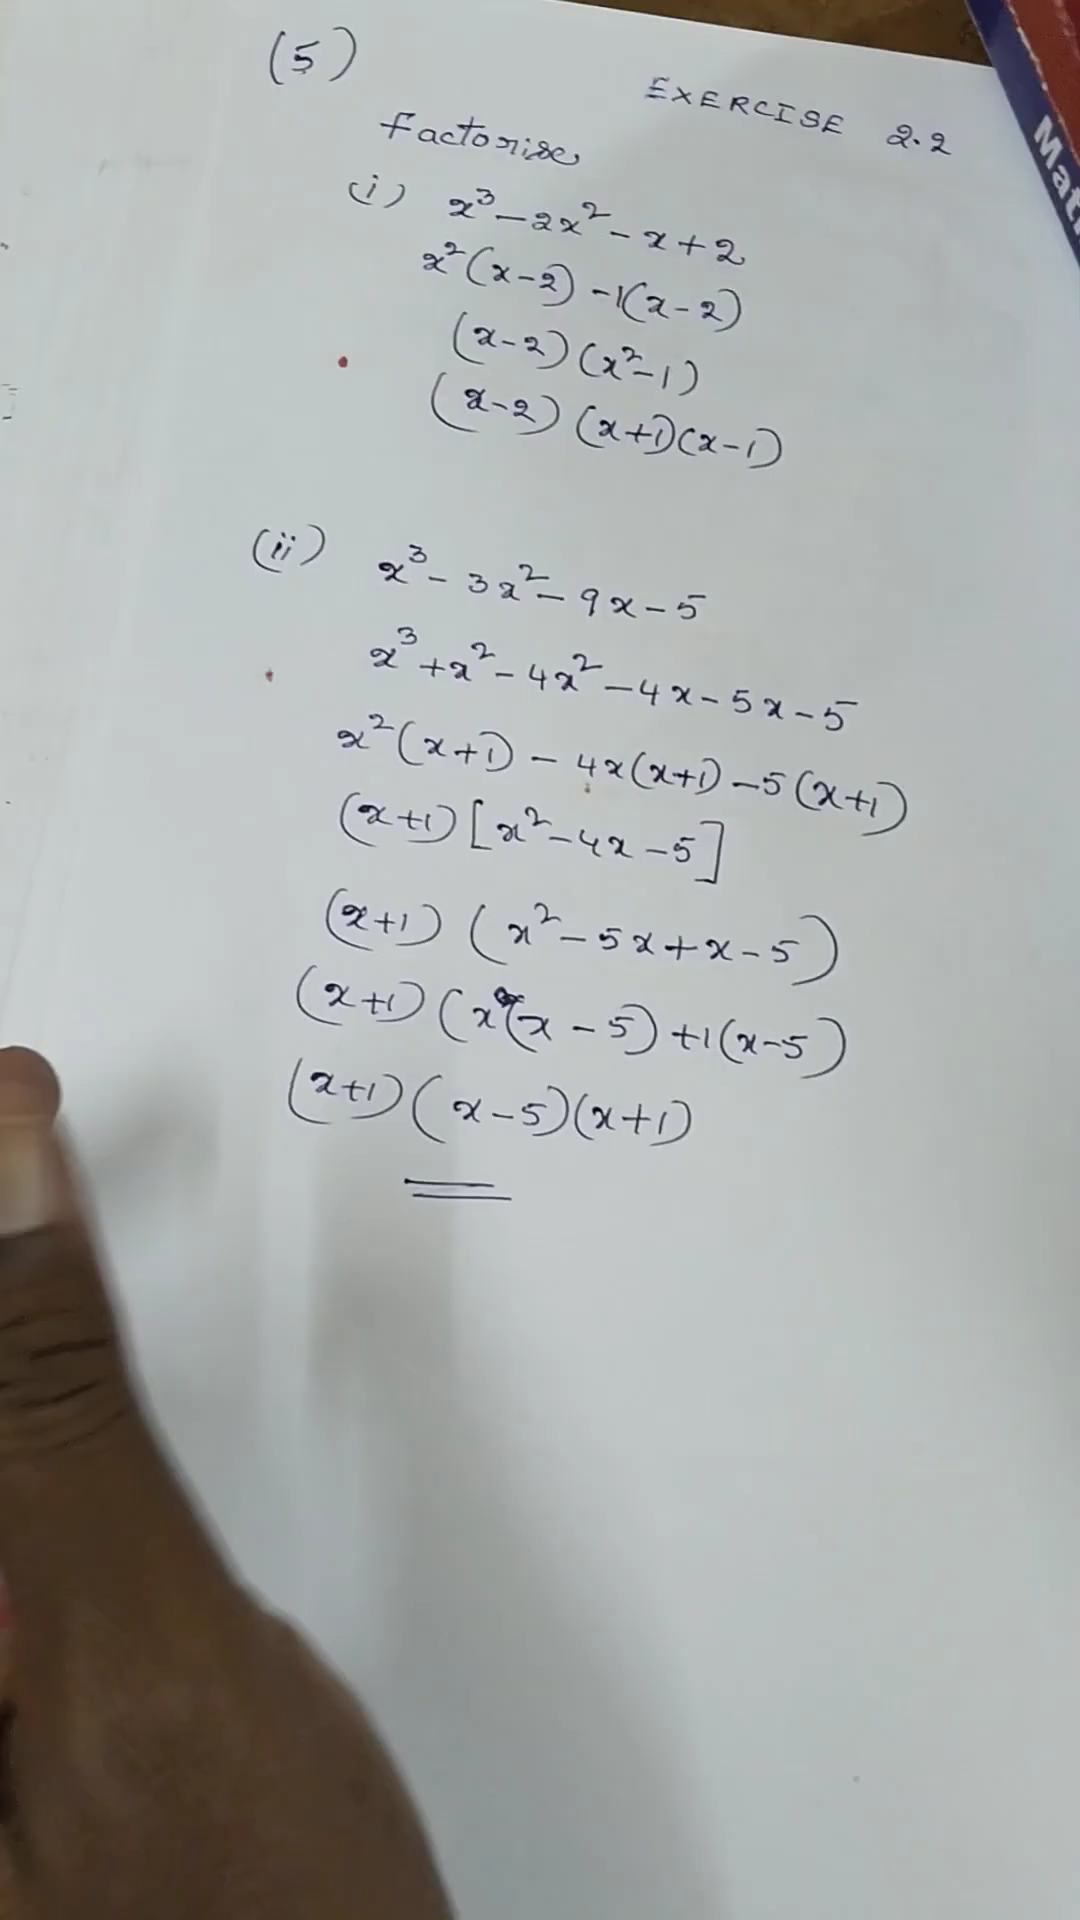 (5)
EXERCISE 2.2
Factorise
(i) x³ - 2x² - x + 2
x²(x-2) -1(x-2)
(x-2)(x²-1)
(x-2)(x+1)(x-1)
(ii) x³ - 3x² - 9x - 5
x³ + x² - 4x² - 4x - 5x - 5
x²(x+1) - 4x(x+1) - 5(x+1)
(x+1)[x² - 4x - 5]
(x+1)(x² - 5x + x - 5)
(x+1)(x(x - 5) + 1(x-5)
(x+1)(x-5)(x+1)